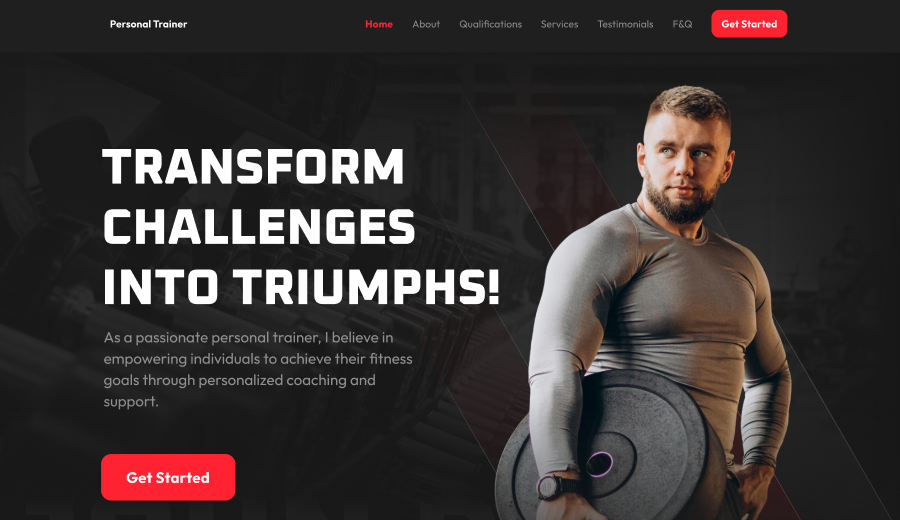 Personal Trainer
Home About Qualifications Services Testimonials F&Q Get Started
TRANSFORM
CHALLENGES
INTO TRIUMPHS!
As a passionate personal trainer, I believe in
empowering individuals to achieve their fitness
goals through personalized coaching and
support.
Get Started